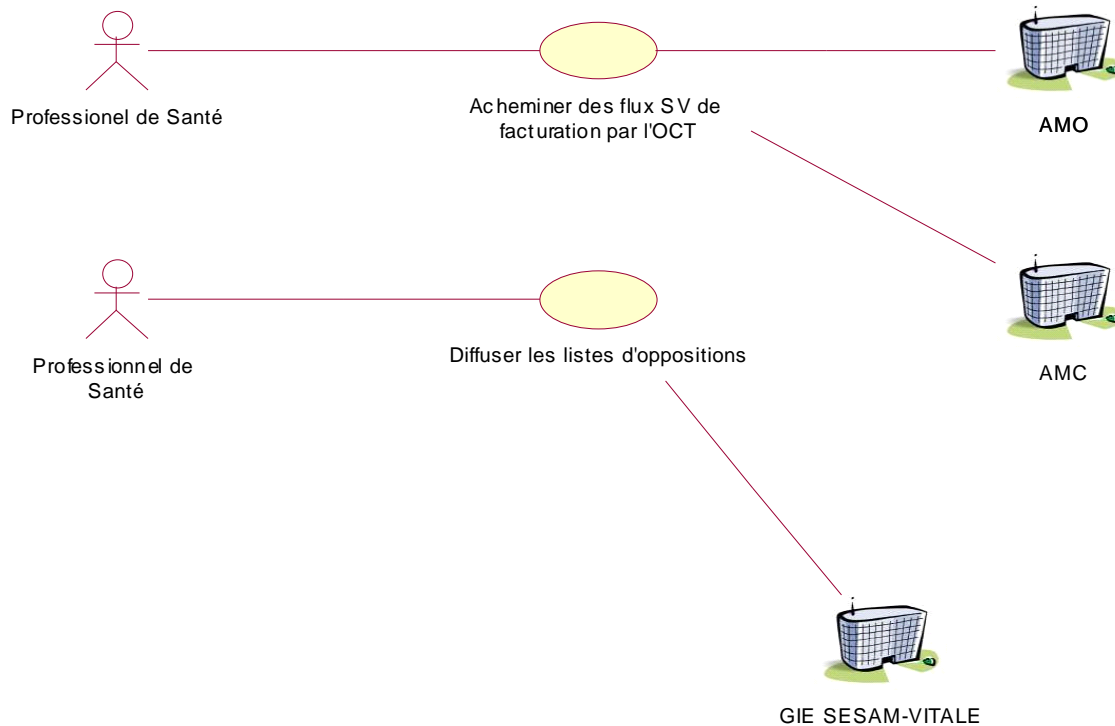 Professionel de Santé
Acheminer des flux SV de
facturation par l'OCT
AMO
Professionnel de
Santé
Diffuser les listes d'oppositions
AMC
GIE SESAM-VITALE